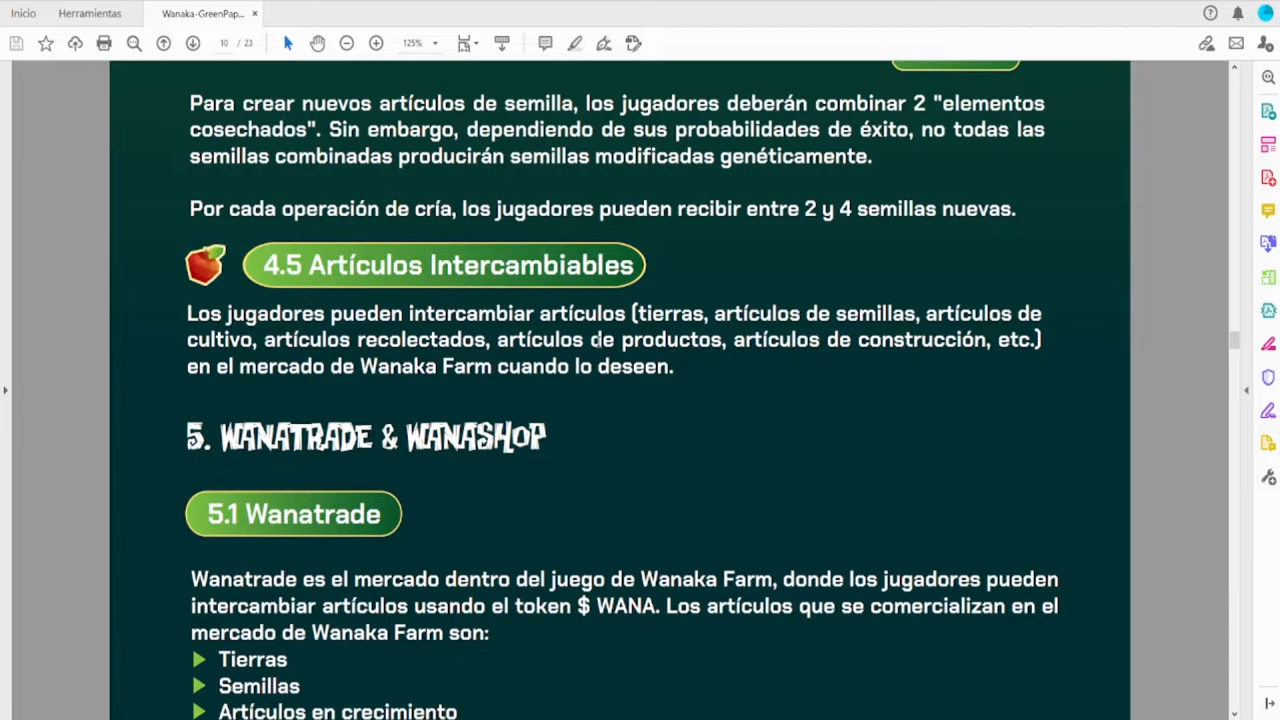 Inicio Herramientas Wanaka-GreenPap... ×
10 / 23 125%
Para crear nuevos artículos de semilla, los jugadores deberán combinar 2 "elementos
cosechados". Sin embargo, dependiendo de sus probabilidades de éxito, no todas las
semillas combinadas producirán semillas modificadas genéticamente.
Por cada operación de cría, los jugadores pueden recibir entre 2 y 4 semillas nuevas.
4.5 Artículos Intercambiables
Los jugadores pueden intercambiar artículos (tierras, artículos de semillas, artículos de
cultivo, artículos recolectados, artículos de productos, artículos de construcción, etc.)
en el mercado de Wanaka Farm cuando lo deseen.
5. WANATRADE & WANASHOP
5.1 Wanatrade
Wanatrade es el mercado dentro del juego de Wanaka Farm, donde los jugadores pueden
intercambiar artículos usando el token $ WANA. Los artículos que se comercializan en el
mercado de Wanaka Farm son:
Tierras
Semillas
Artículos en crecimiento